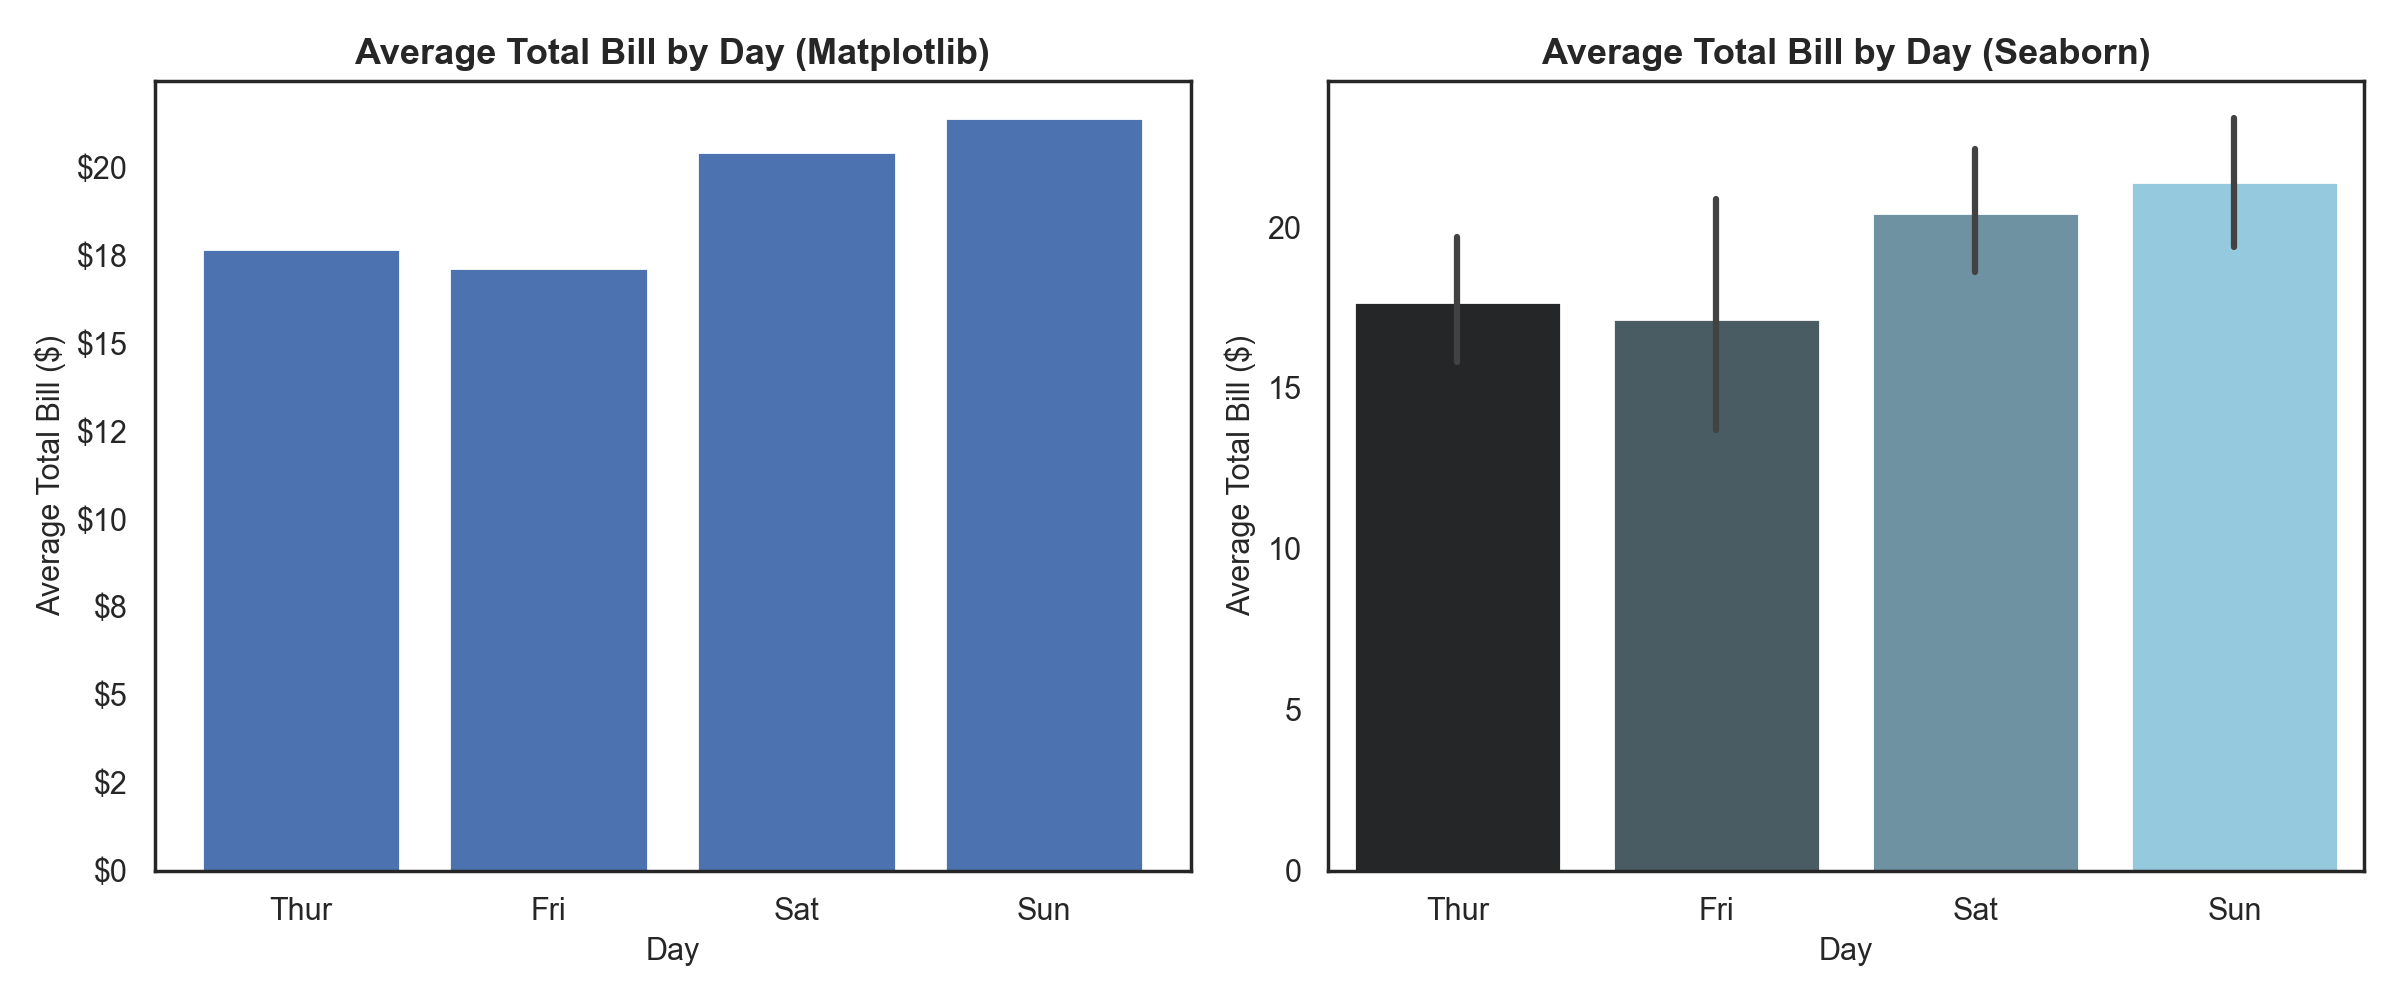 Average Total Bill by Day (Matplotlib)
Average Total Bill ($)
$20
$18
$15
$12
$10
$8
$5
$2
$0
Thur Fri Sat Sun
Day
Average Total Bill by Day (Seaborn)
Average Total Bill ($)
20
15
10
5
0
Thur Fri Sat Sun
Day